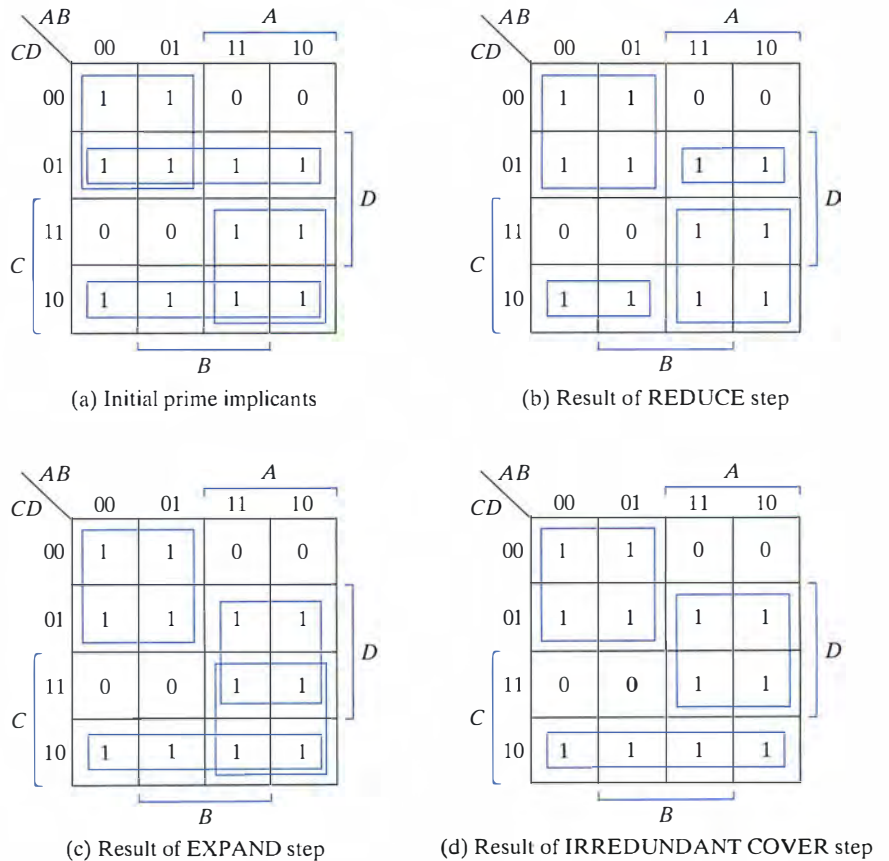 AB
A
CD
00 01 11 10
00 1 1 0 0
01 1 1 1 1
D
11 0 0 1 1
C
10 1 1 1 1
B
(a) Initial prime implicants
AB
A
CD
00 01 11 10
00 1 1 0 0
01 1 1 1 1
D
11 0 0 1 1
C
10 1 1 1 1
B
(b) Result of REDUCE step
AB
A
CD
00 01 11 10
00 1 1 0 0
01 1 1 1 1
D
11 0 0 1 1
C
10 1 1 1 1
B
(c) Result of EXPAND step
AB
A
CD
00 01 11 10
00 1 1 0 0
01 1 1 1 1
D
11 0 0 1 1
C
10 1 1 1 1
B
(d) Result of IRREDUNDANT COVER step